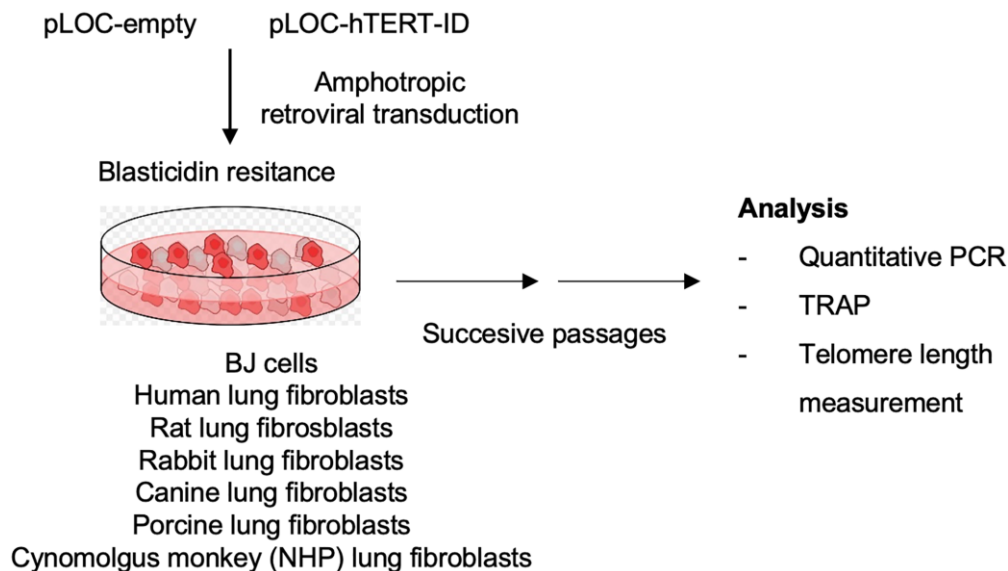 pLOC-empty pLOC-hTERT-ID
Amphotropic
retroviral transduction
Blasticidin resitance
BJ cells
Human lung fibroblasts
Rat lung fibrosblasts
Rabbit lung fibroblasts
Canine lung fibroblasts
Porcine lung fibroblasts
Cynomolgus monkey (NHP) lung fibroblasts
Succesive passages
Analysis
- Quantitative PCR
- TRAP
- Telomere length
measurement